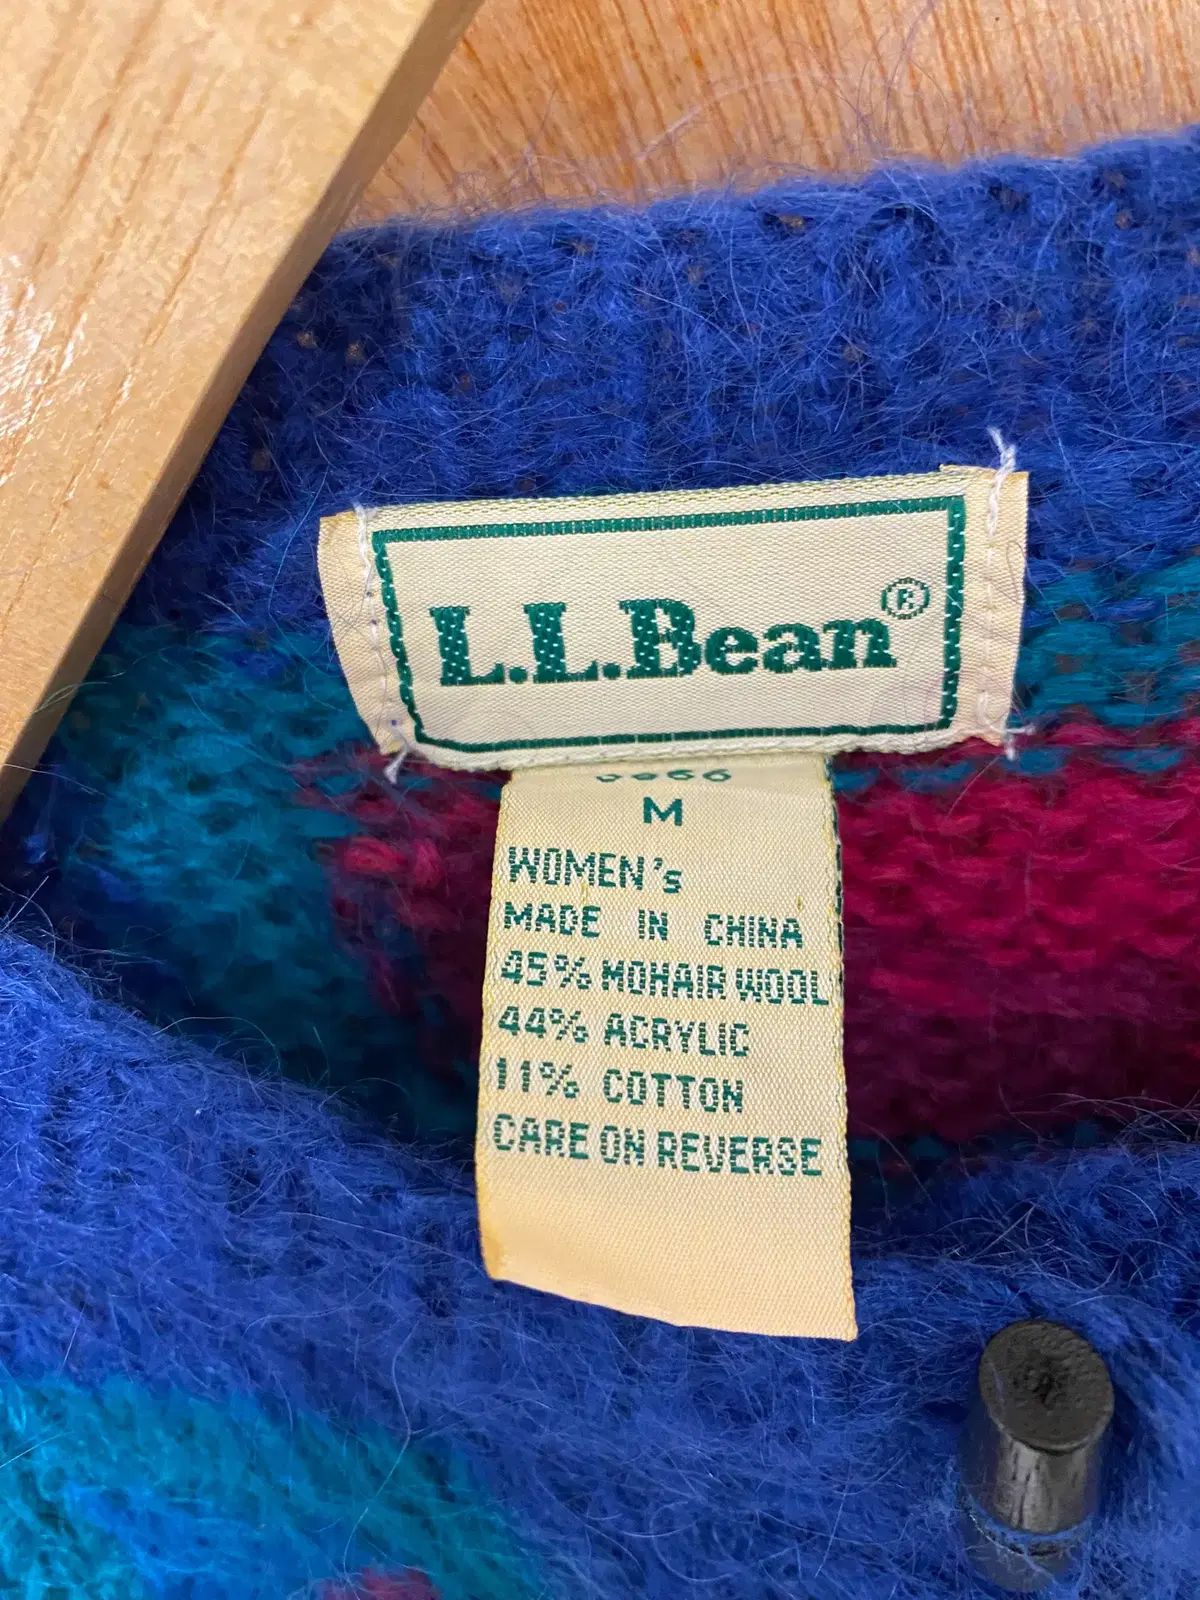 L.L.Bean®
M
WOMEN's
MADE IN CHINA
45% MOHAIR WOOL
44% ACRYLIC
11% COTTON
CARE ON REVERSE